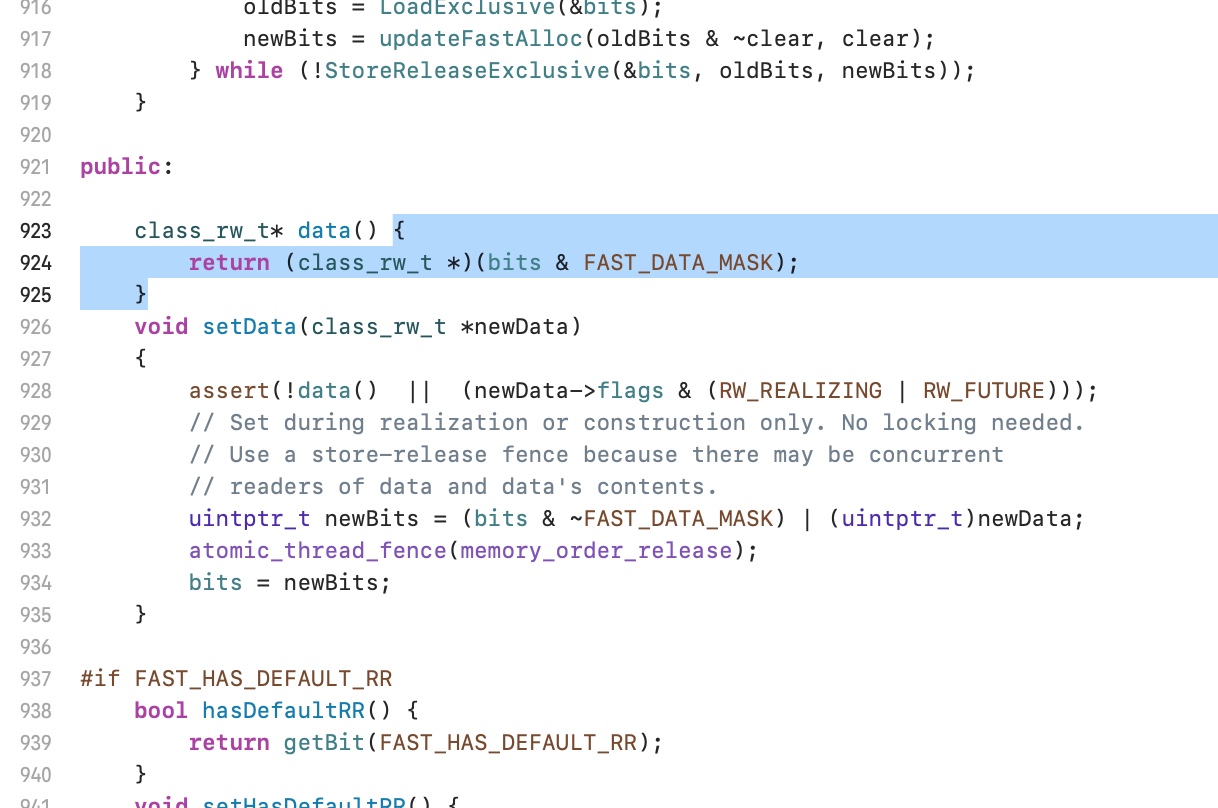 916 oldBits = LoadExclusive(&bits);
917 newBits = updateFastAlloc(oldBits & ~clear, clear);
918 } while (!StoreReleaseExclusive(&bits, oldBits, newBits));
919 }
920
921 public:
922
923 class_rw_t* data() {
924 return (class_rw_t *)(bits & FAST_DATA_MASK);
925 }
926 void setData(class_rw_t *newData)
927 {
928 assert(!data() || (newData->flags & (RW_REALIZING | RW_FUTURE)));
929 // Set during realization or construction only. No locking needed.
930 // Use a store-release fence because there may be concurrent
931 // readers of data and data's contents.
932 uintptr_t newBits = (bits & ~FAST_DATA_MASK) | (uintptr_t)newData;
933 atomic_thread_fence(memory_order_release);
934 bits = newBits;
935 }
936
937 #if FAST_HAS_DEFAULT_RR
938 bool hasDefaultRR() {
939 return getBit(FAST_HAS_DEFAULT_RR);
940 }
941 void setHasDefaultRR() {